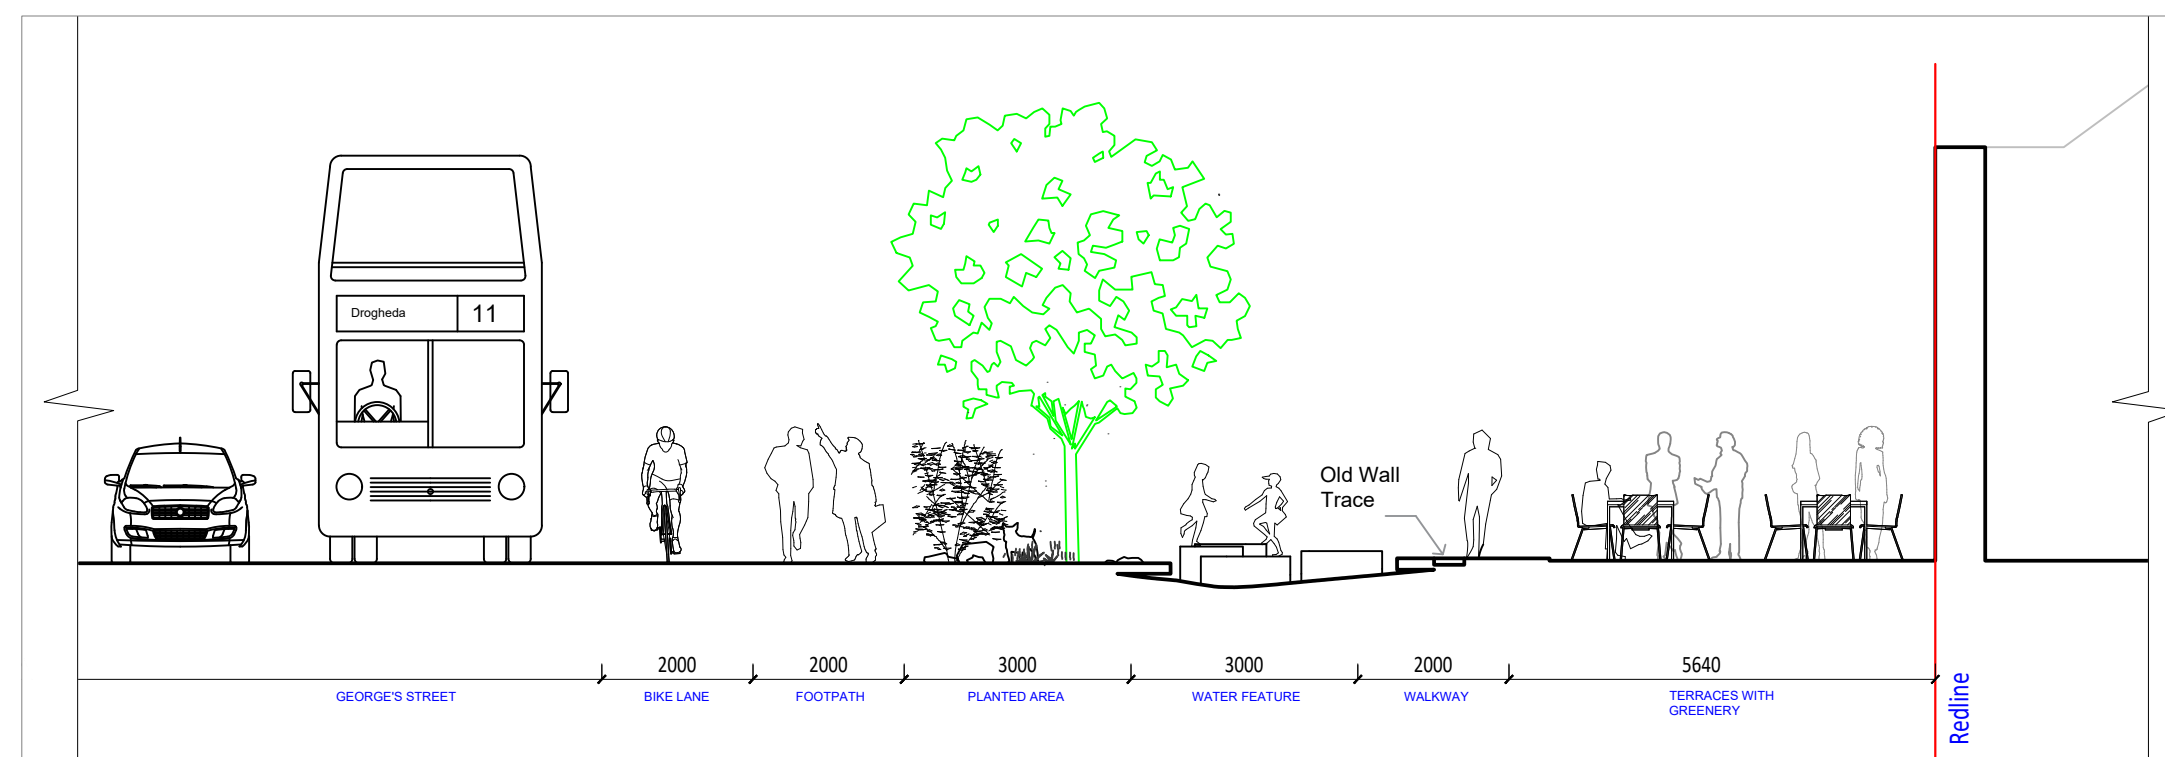 Drogheda 11
Old Wall
Trace
2000 2000 3000 3000 2000 5640
GEORGE'S STREET BIKE LANE FOOTPATH PLANTED AREA WATER FEATURE WALKWAY TERRACES WITH
GREENERY
Redline